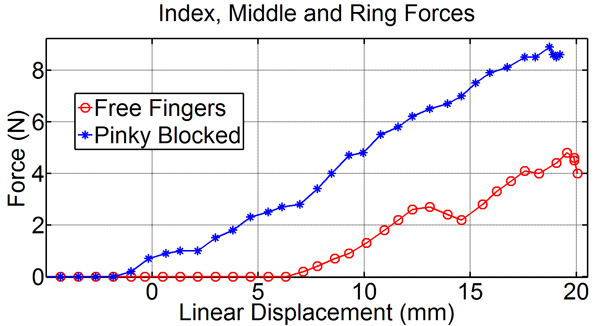 Index, Middle and Ring Forces
Force (N)
8
6
4
2
0
Free Fingers
Pinky Blocked
0 5 10 15 20
Linear Displacement (mm)